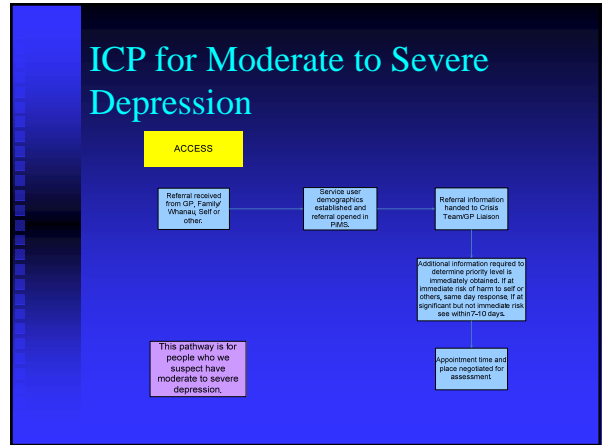 ICP for Moderate to Severe
Depression
ACCESS
Referral received
from GP, Family/
Whanau, Self or
other.
Service user
demographics
established and
referral opened in
PiMS.
Referral information
handed to Crisis
Team/GP Liaison
Additional information required to
determine priority level is
immediately obtained. If at
immediate risk of harm to self or
others, same day response, If at
significant but not immediate risk
see within7-10 days.
This pathway is for
people who we
suspect have
moderate to severe
depression.
Appointment time and
place negotiated for
assessment.